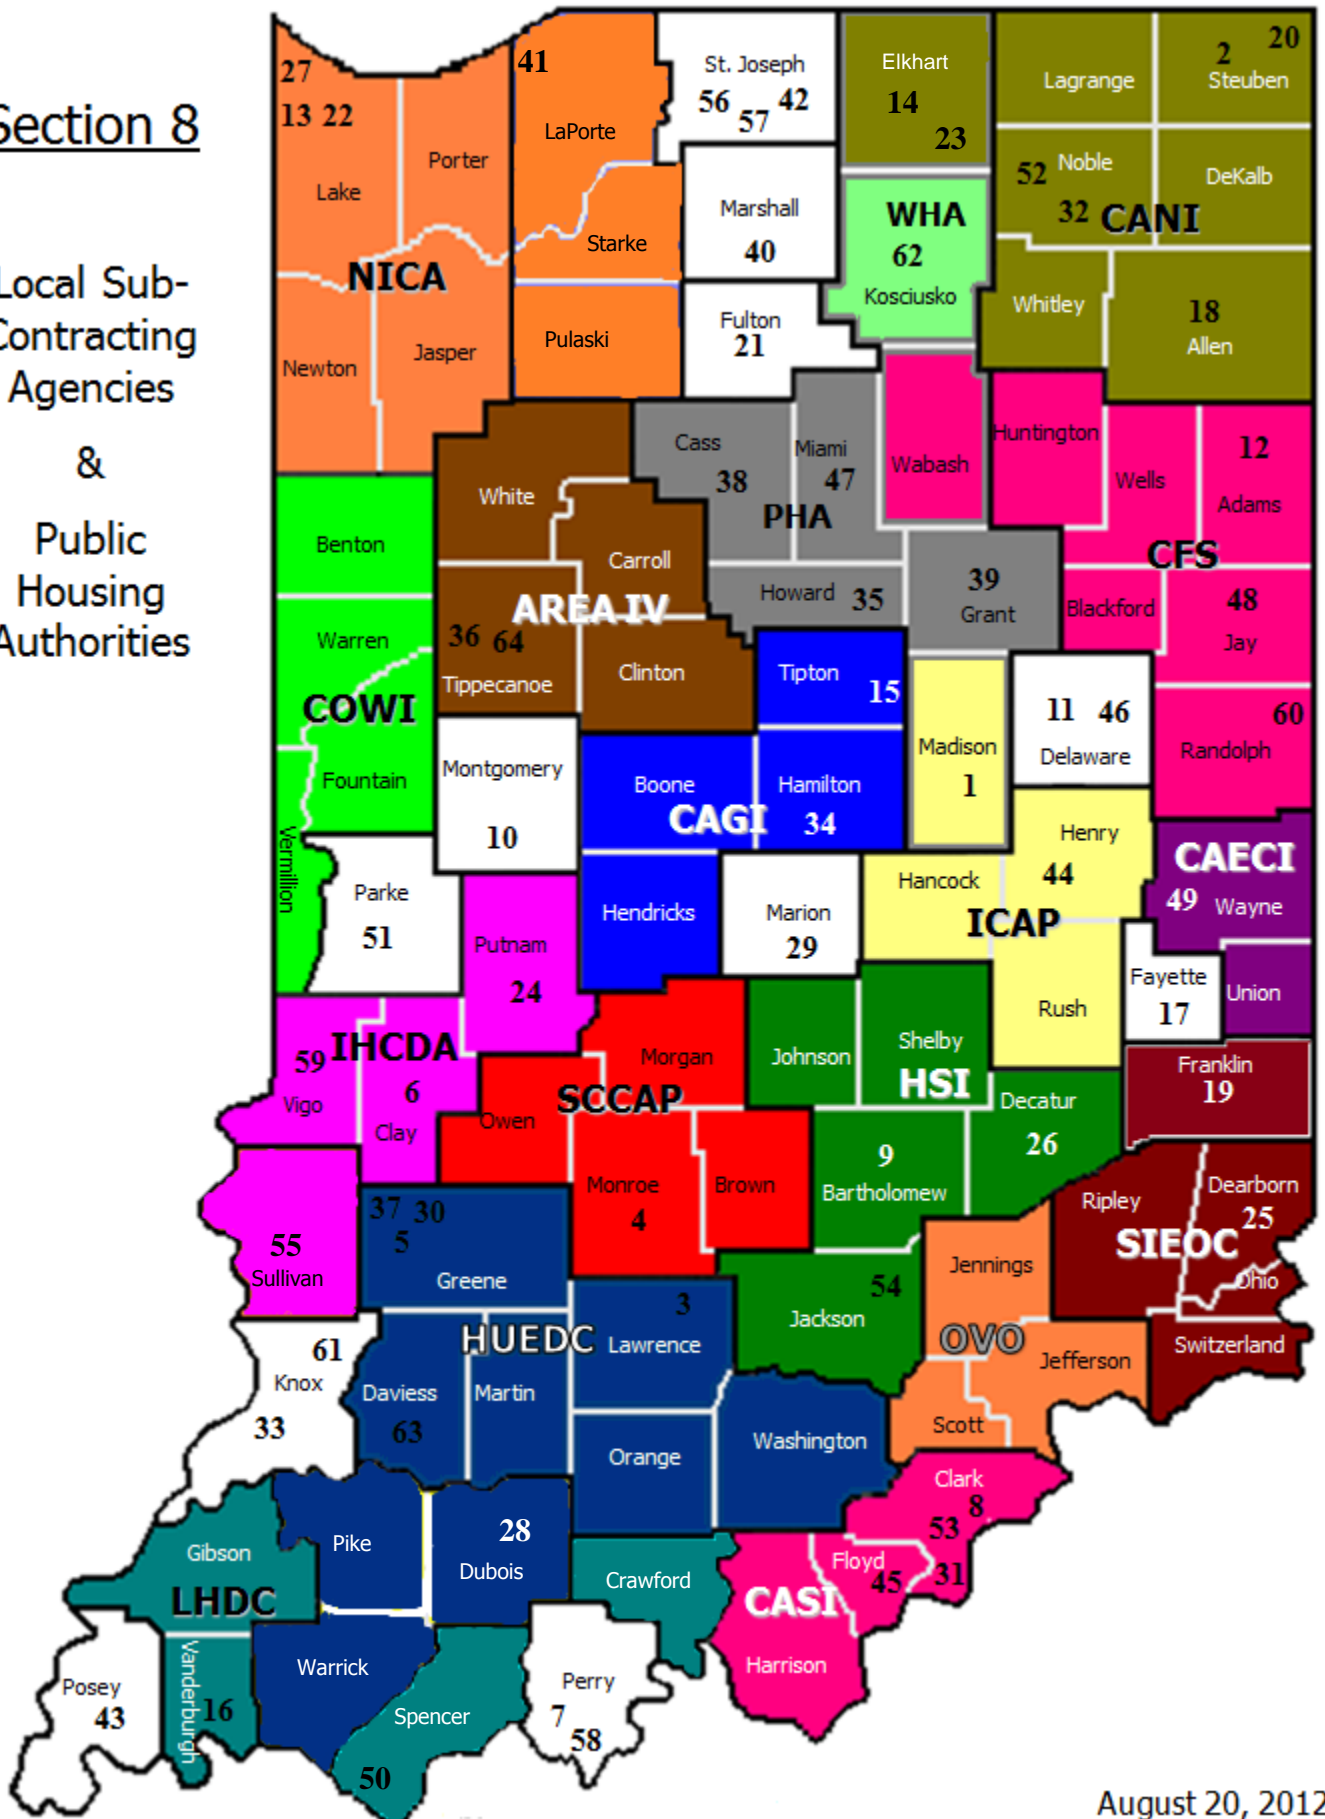 Section 8
Local Sub-
Contracting
Agencies
&
Public
Housing
Authorities
27
13 22
Lake
Porter
41
LaPorte
Starke
Pulaski
NICA
Newton
Jasper
St. Joseph
56 57 42
Marshall
40
Fulton
21
Elkhart
14
23
WHA
62
Kosciusko
Lagrange
2 20
Steuben
52 Noble
32
DeKalb
CANI
Whitley
18
Allen
White
Carroll
AREA IV
36 64
Tippecanoe
Clinton
Cass
38
Miami
47
PHA
Howard 35
39
Grant
Wabash
Huntington
Wells
12
Adams
CFS
Blackford
48
Jay
60
Randolph
Benton
Warren
COWI
Fountain
Vermillion
Montgomery
10
Parke
51
Tipton
15
Boone
Hamilton
CAGI
34
Hendricks
Marion
29
Madison
1
11 46
Delaware
Henry
44
Hancock
ICAP
Rush
CAECI
49 Wayne
Union
Fayette
17
Franklin
19
Putnam
24
IHCDA
59
Vigo
6
Clay
55
Sullivan
Morgan
SCCAP
Owen
Monroe
4
Brown
Johnson
Shelby
HSI
Decatur
26
9
Bartholomew
54
Jackson
Ripley
Dearborn
25
SIEOC
Ohio
Switzerland
Jennings
OVO
Jefferson
Scott
37 30
5
Greene
3
HUEDC
Lawrence
Daviess
63
Martin
Orange
Washington
61
Knox
33
Pike
28
Dubois
Warrick
Gibson
LHDC
Vanderburgh
16
Posey
43
Spencer
50
Perry
7
58
Crawford
Clark
8
53
31
Floyd
45
CASI
Harrison
August 20, 2012